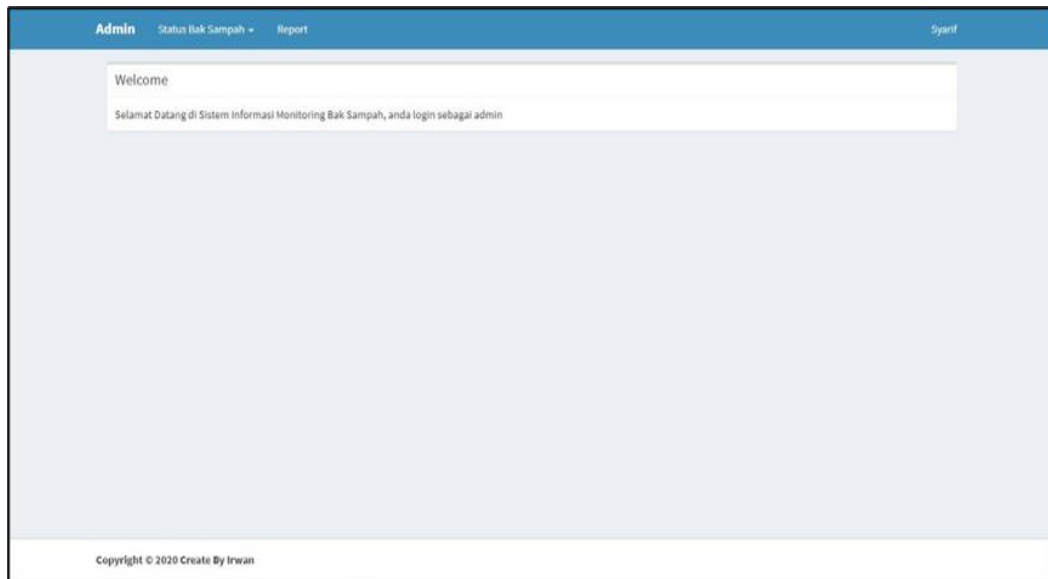 Admin Status Bak Sampah Report Syarif
Welcome
Selamat Datang di Sistem Informasi Monitoring Bak Sampah, anda login sebagai admin
Copyright © 2020 Create By Irwan